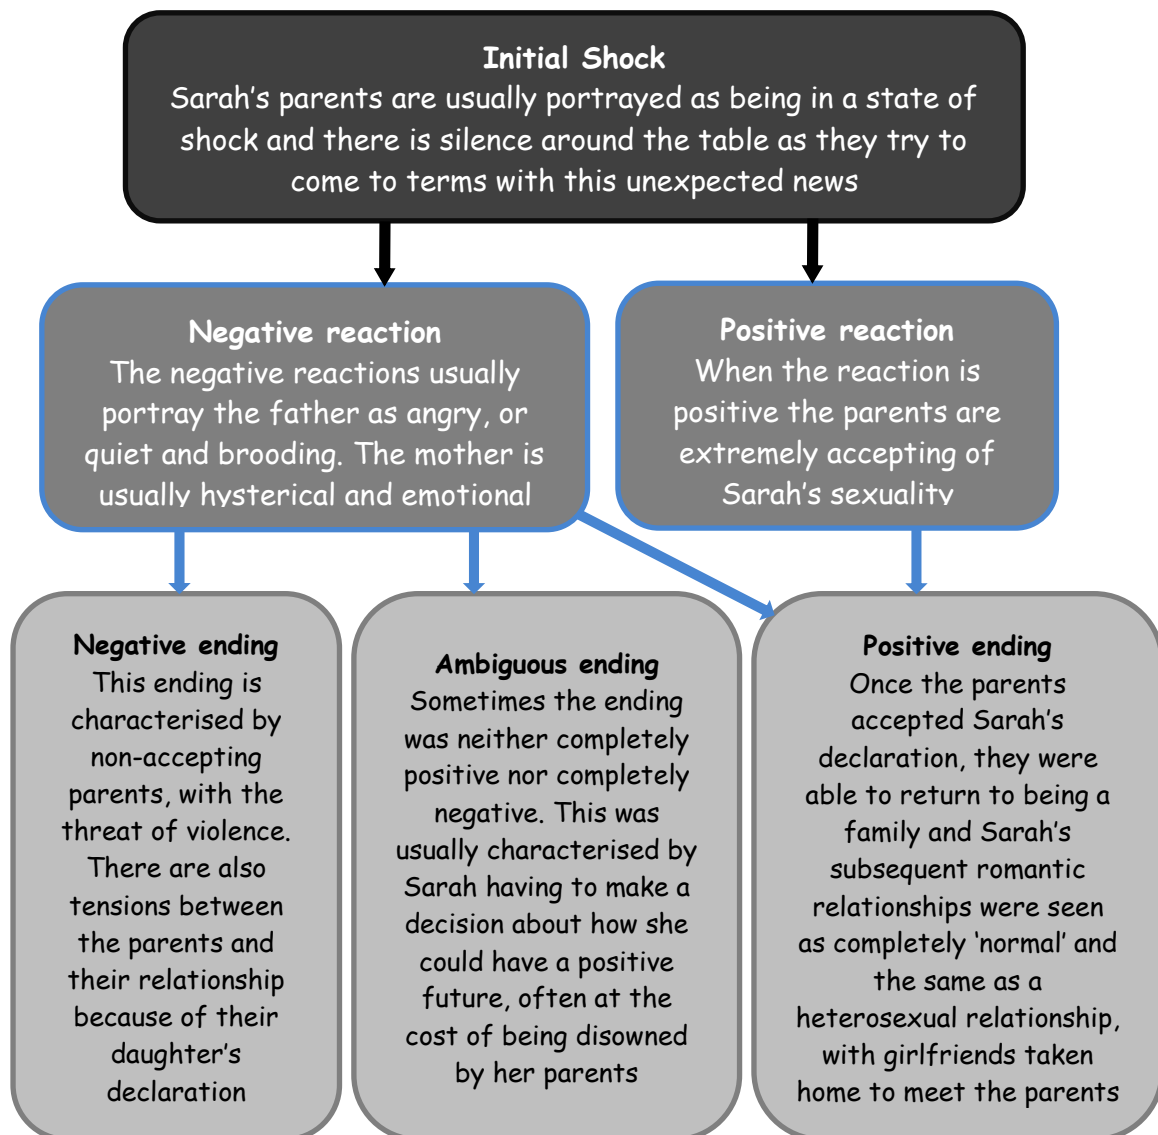 Initial Shock
Sarah's parents are usually portrayed as being in a state of
shock and there is silence around the table as they try to
come to terms with this unexpected news
Negative reaction
The negative reactions usually
portray the father as angry, or
quiet and brooding. The mother is
usually hysterical and emotional
Positive reaction
When the reaction is
positive the parents are
extremely accepting of
Sarah's sexuality
Negative ending
This ending is
characterised by
non-accepting
parents, with the
threat of violence.
There are also
tensions between
the parents and
their relationship
because of their
daughter's
declaration
Ambiguous ending
Sometimes the ending
was neither completely
positive nor completely
negative. This was
usually characterised by
Sarah having to make a
decision about how she
could have a positive
future, often at the
cost of being disowned
by her parents
Positive ending
Once the parents
accepted Sarah's
declaration, they were
able to return to being a
family and Sarah's
subsequent romantic
relationships were seen
as completely 'normal' and
the same as a
heterosexual relationship,
with girlfriends taken
home to meet the parents